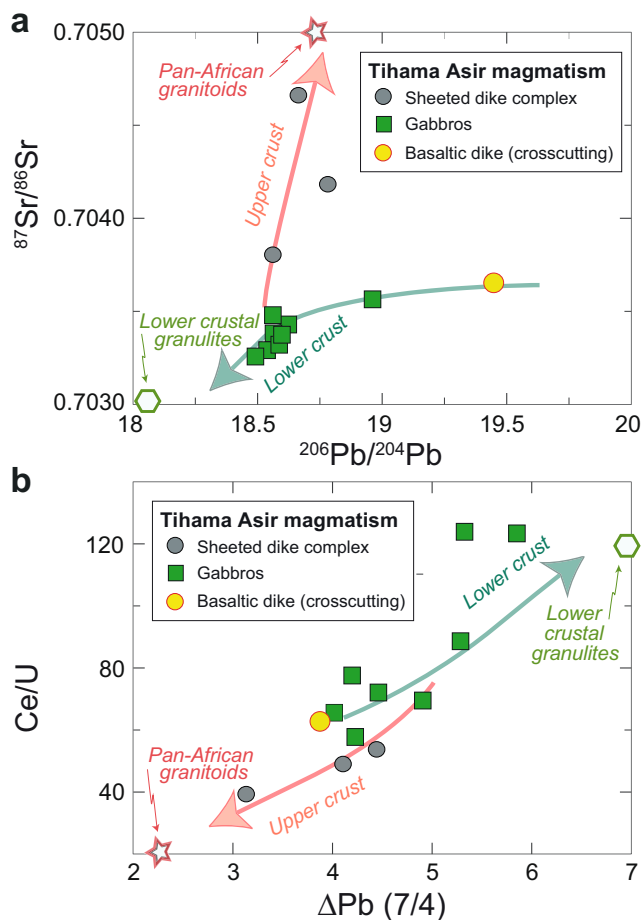 a
0.7050
0.7040
0.7030
87Sr/86Sr
Pan-African
granitoids
Tihama Asir magmatism
Sheeted dike complex
Gabbros
Basaltic dike (crosscutting)
Upper crust
Lower crustal
granulites
Lower crust
18
18.5
19
19.5
20
206Pb/204Pb
b
120
80
40
Ce/U
Tihama Asir magmatism
Sheeted dike complex
Gabbros
Basaltic dike (crosscutting)
Lower crust
Lower
crustal
granulites
Pan-African
granitoids
Upper crust
2
3
4
5
6
7
ΔPb (7/4)